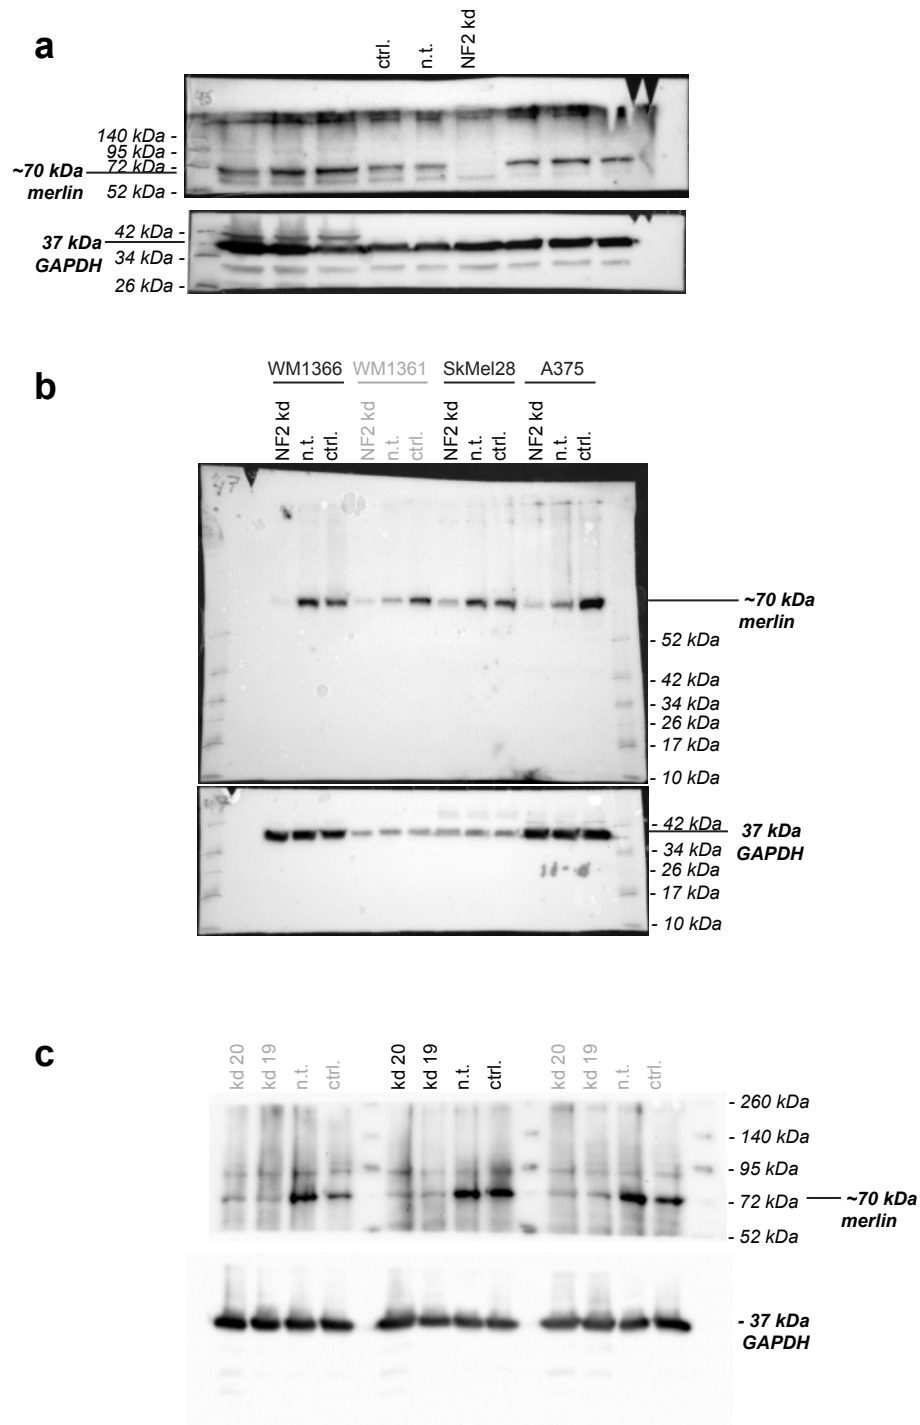 a
ctrl.
n.t.
NF2 kd
140 kDa -
95 kDa -
72 kDa -
~70 kDa
merlin
52 kDa -
42 kDa -
37 kDa
GAPDH
34 kDa -
26 kDa -
b
WM1366 WM1361 SkMel28 A375
NF2 kd n.t. ctrl. NF2 kd n.t. ctrl. NF2 kd n.t. ctrl. NF2 kd n.t. ctrl.
~70 kDa
merlin
- 52 kDa
- 42 kDa
- 34 kDa
- 26 kDa
- 17 kDa
- 10 kDa
- 42 kDa
37 kDa
GAPDH
- 34 kDa
- 26 kDa
- 17 kDa
- 10 kDa
c
kd 20 kd 19 n.t. ctrl. kd 20 kd 19 n.t. ctrl. kd 20 kd 19 n.t. ctrl.
- 260 kDa
- 140 kDa
- 95 kDa
- 72 kDa
~70 kDa
merlin
- 52 kDa
- 37 kDa
GAPDH